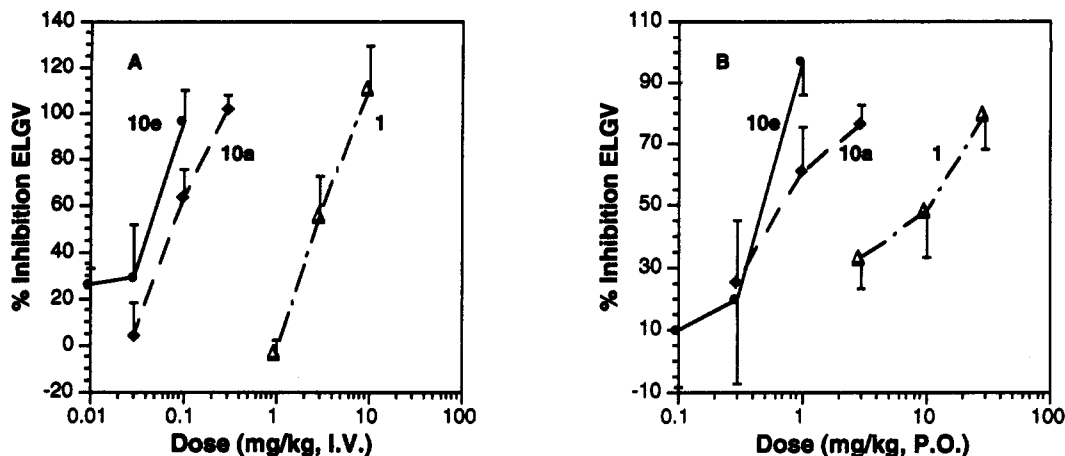 % Inhibition ELGV
140
120
100
80
60
40
20
0
-20
A
10e
10a
1
0.01
0.1
1
10
100
Dose (mg/kg, I.V.)
% Inhibition ELGV
110
90
70
50
30
10
-10
B
10e
10a
1
0.1
1
10
100
Dose (mg/kg, P.O.)